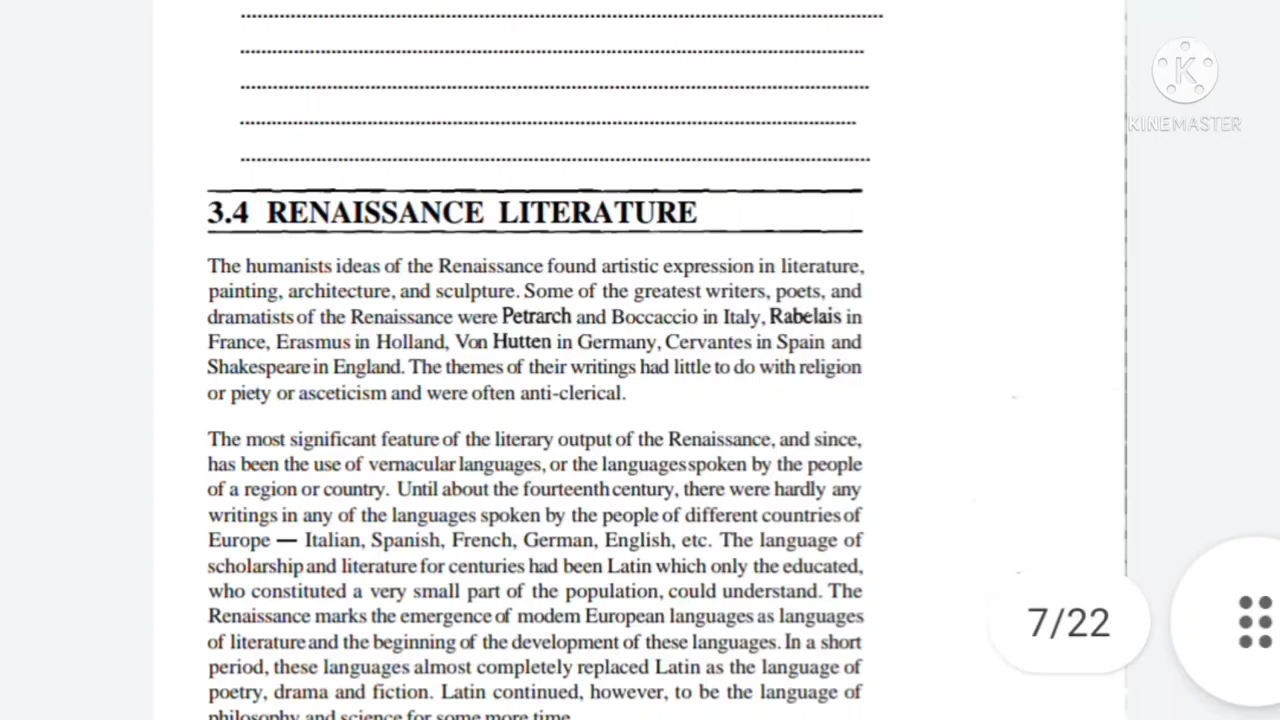 3.4 RENAISSANCE LITERATURE
The humanists ideas of the Renaissance found artistic expression in literature,
painting, architecture, and sculpture. Some of the greatest writers, poets, and
dramatists of the Renaissance were Petrarch and Boccaccio in Italy, Rabelais in
France, Erasmus in Holland, Von Hutten in Germany, Cervantes in Spain and
Shakespeare in England. The themes of their writings had little to do with religion
or piety or asceticism and were often anti-clerical.
The most significant feature of the literary output of the Renaissance, and since,
has been the use of vernacular languages, or the languages spoken by the people
of a region or country. Until about the fourteenth century, there were hardly any
writings in any of the languages spoken by the people of different countries of
Europe — Italian, Spanish, French, German, English, etc. The language of
scholarship and literature for centuries had been Latin which only the educated,
who constituted a very small part of the population, could understand. The
Renaissance marks the emergence of modem European languages as languages
of literature and the beginning of the development of these languages. In a short
period, these languages almost completely replaced Latin as the language of
poetry, drama and fiction. Latin continued, however, to be the language of
philosophy and science for some more time.
K
KINEMASTER
7/22